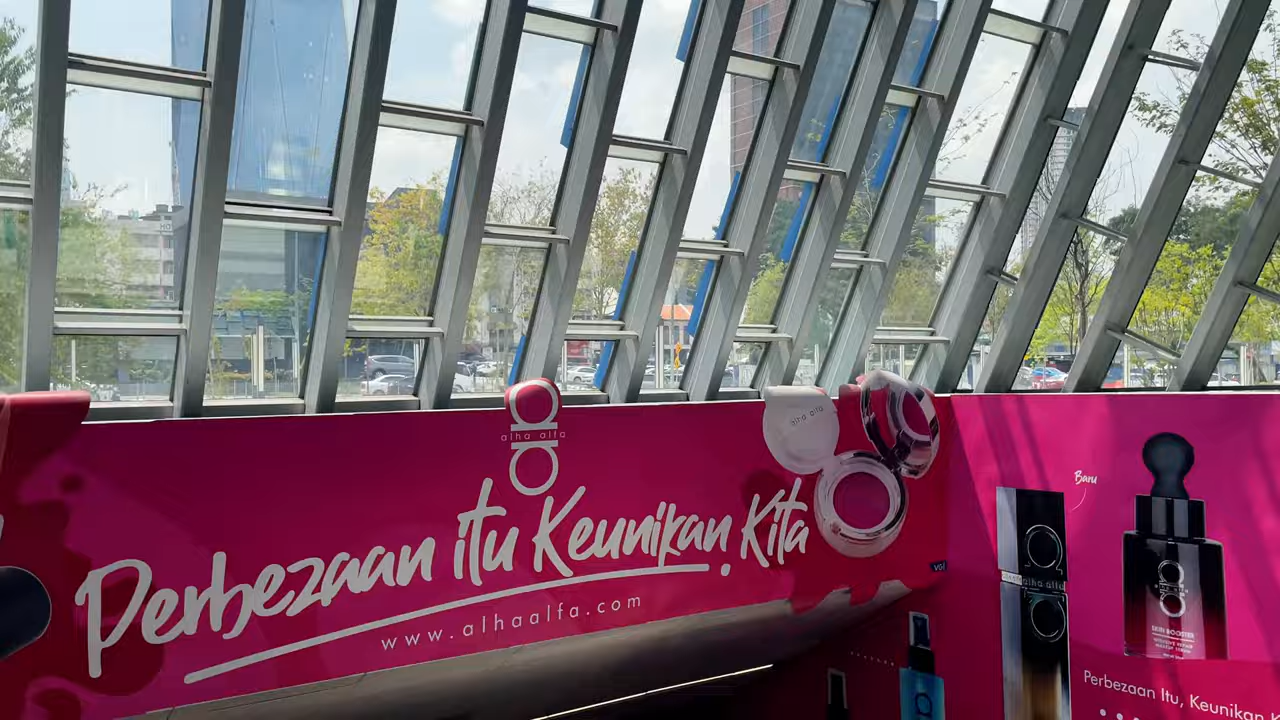 alha alfa
alha alfa
Perbezaan itu Keunikan Kita
www.alhaalfa.com
vgi
Baru
alha alfa
SKIN BOOSTER
Perbezaan Itu, Keunikan